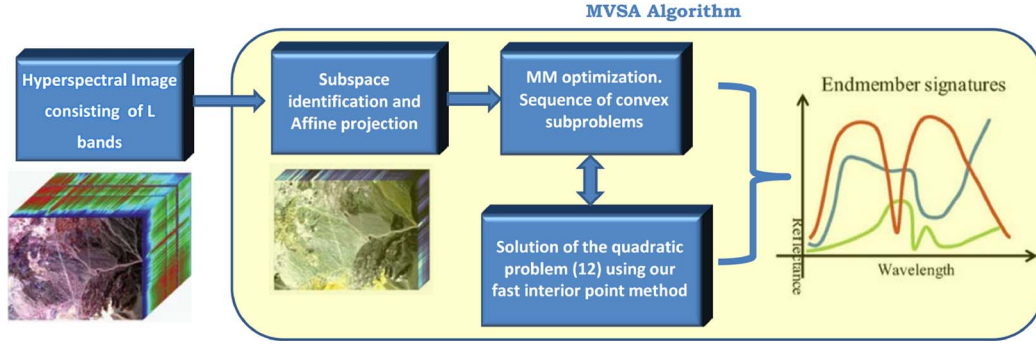 MVSA Algorithm
Hyperspectral Image
consisting of L
bands
Subspace
identification and
Affine projection
MM optimization.
Sequence of convex
subproblems
Solution of the quadratic
problem (12) using our
fast interior point method
Endmember signatures
Reflectance
Wavelength